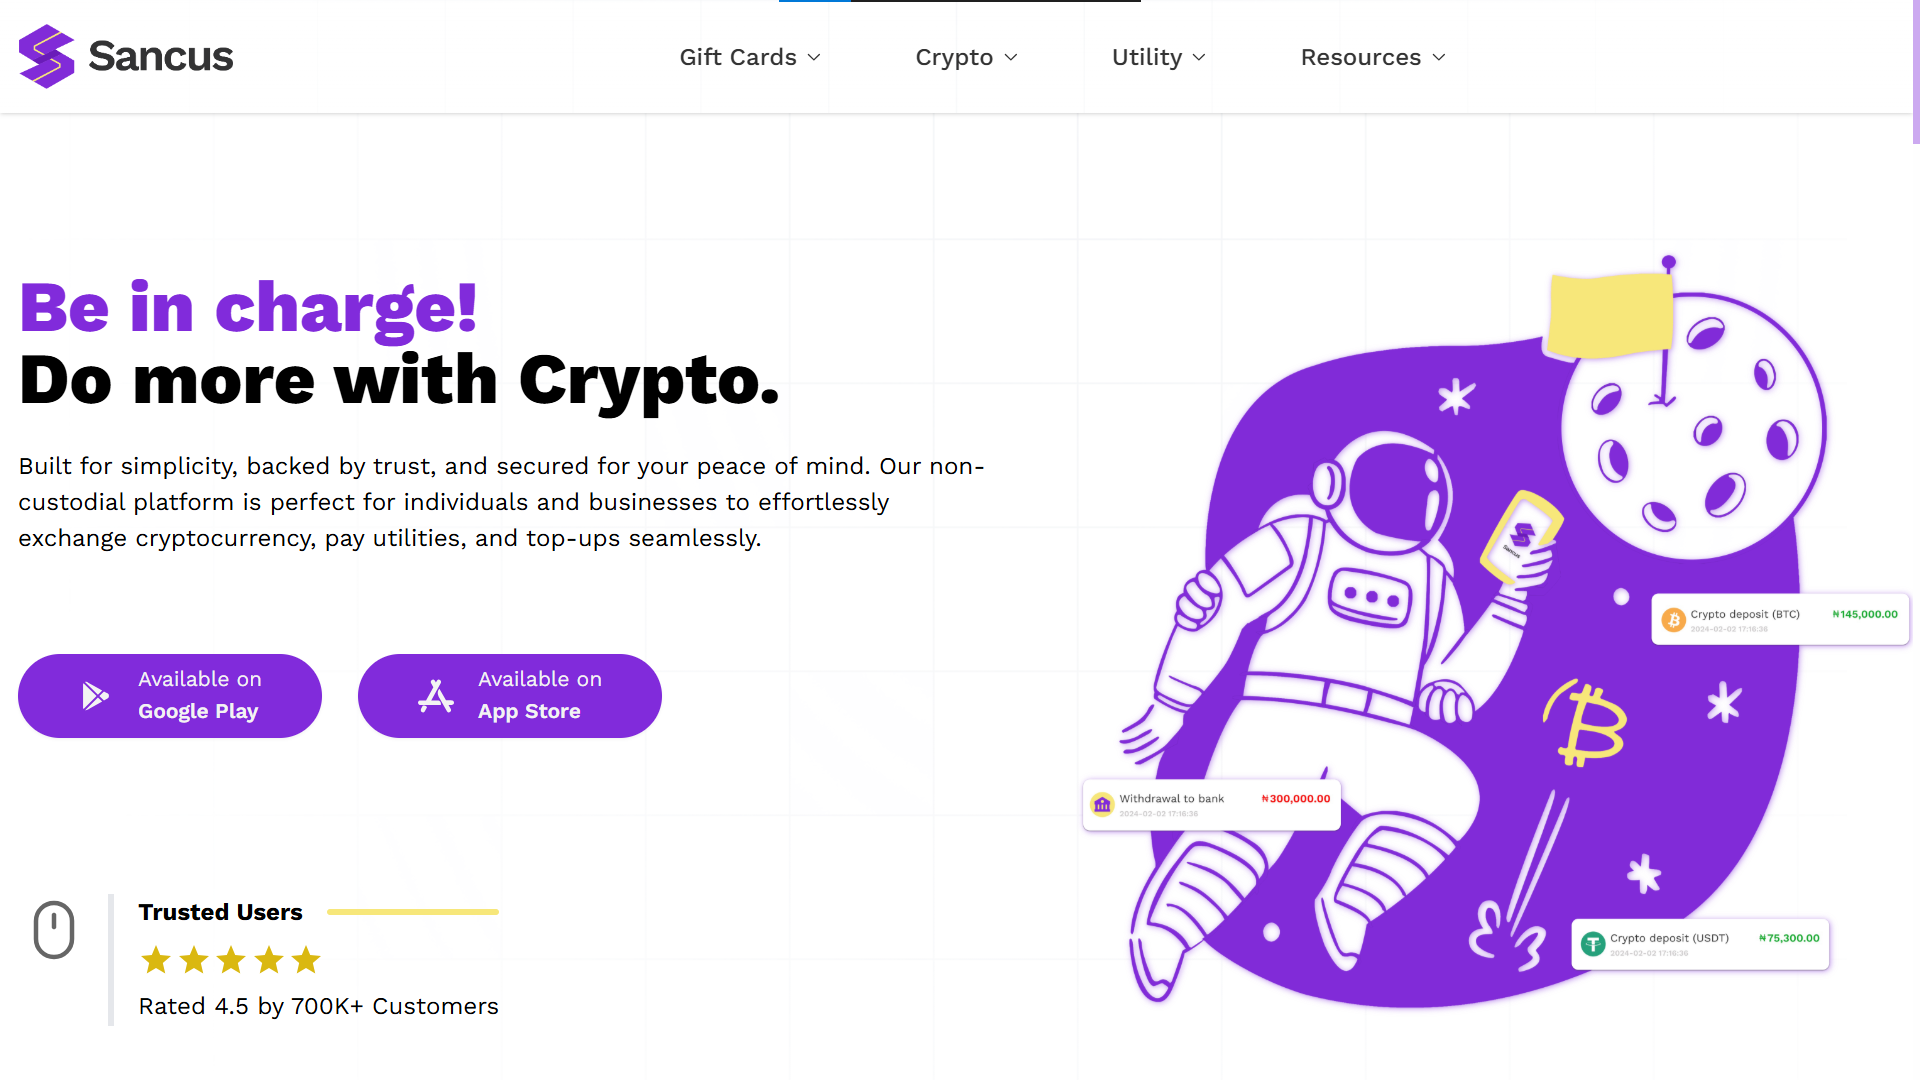 Sancus
Gift Cards
Crypto
Utility
Resources
Be in charge!
Do more with Crypto.
Built for simplicity, backed by trust, and secured for your peace of mind. Our non-
custodial platform is perfect for individuals and businesses to effortlessly
exchange cryptocurrency, pay utilities, and top-ups seamlessly.
Available on
Google Play
Available on
App Store
Trusted Users
Rated 4.5 by 700K+ Customers
Sancus
Crypto deposit (BTC) ₦145,000.00
2024-02-02 17:16:36
Withdrawal to bank ₦300,000.00
2024-02-02 17:16:36
Crypto deposit (USDT) ₦75,300.00
2024-02-02 17:16:36